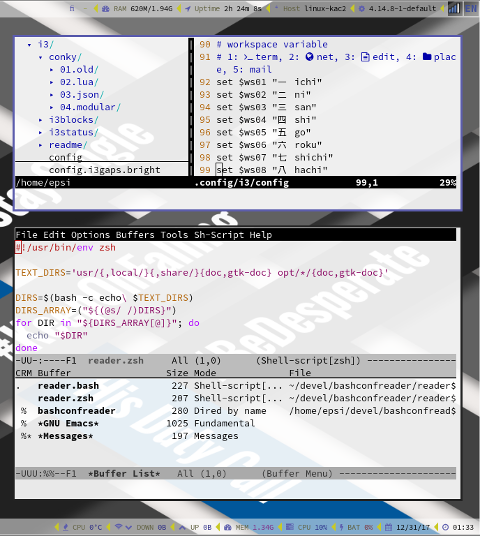 RAM 620M/1.94G Uptime 2h 24m 8s Host linux-kac2 4.14.8-1-default EN
▾ i3/
▾ conky/
▸ 01.old/
▸ 02.lua/
▸ 03.json/
▸ 04.modular/
▸ i3blocks/
▸ i3status/
▸ readme/
config
config.i3gaps.bright
/home/epsi
90 # workspace variable
91 # 1: term, 2: net, 3: edit, 4: plac
e, 5: mail
92 set $ws01 "一 ichi"
93 set $ws02 "二 ni"
94 set $ws03 "三 san"
95 set $ws04 "四 shi"
96 set $ws05 "五 go"
97 set $ws06 "六 roku"
98 set $ws07 "七 shichi"
99 set $ws08 "八 hachi"
.config/i3/config 99,1 29%
File Edit Options Buffers Tools Sh-Script Help
#!/usr/bin/env zsh
TEXT_DIRS='usr/{,local/}{,share/}{doc,gtk-doc} opt/*/{doc,gtk-doc}'
DIRS=$(bash -c echo\ $TEXT_DIRS)
DIRS_ARRAY=("${(@s/ /)DIRS}")
for DIR in "${DIRS_ARRAY[@]}"; do
echo "$DIR"
done
-UU-:----F1 reader.zsh All (1,0) (Shell-script[zsh]) -----------------
CRM Buffer Size Mode File
. reader.bash 227 Shell-script[... ~/devel/bashconfreader/reader$
reader.zsh 207 Shell-script[... ~/devel/bashconfreader/reader$
% bashconfreader 280 Dired by name /home/epsi/devel/bashconfread$
% *GNU Emacs* 1025 Fundamental
%* *Messages* 197 Messages
-UUU:%%--F1 *Buffer List* All (1,0) (Buffer Menu) ----------------------
CPU 0°C DOWN 0B UP 0B MEM 1.34G CPU 10% BAT 0% 12/31/17 01:33